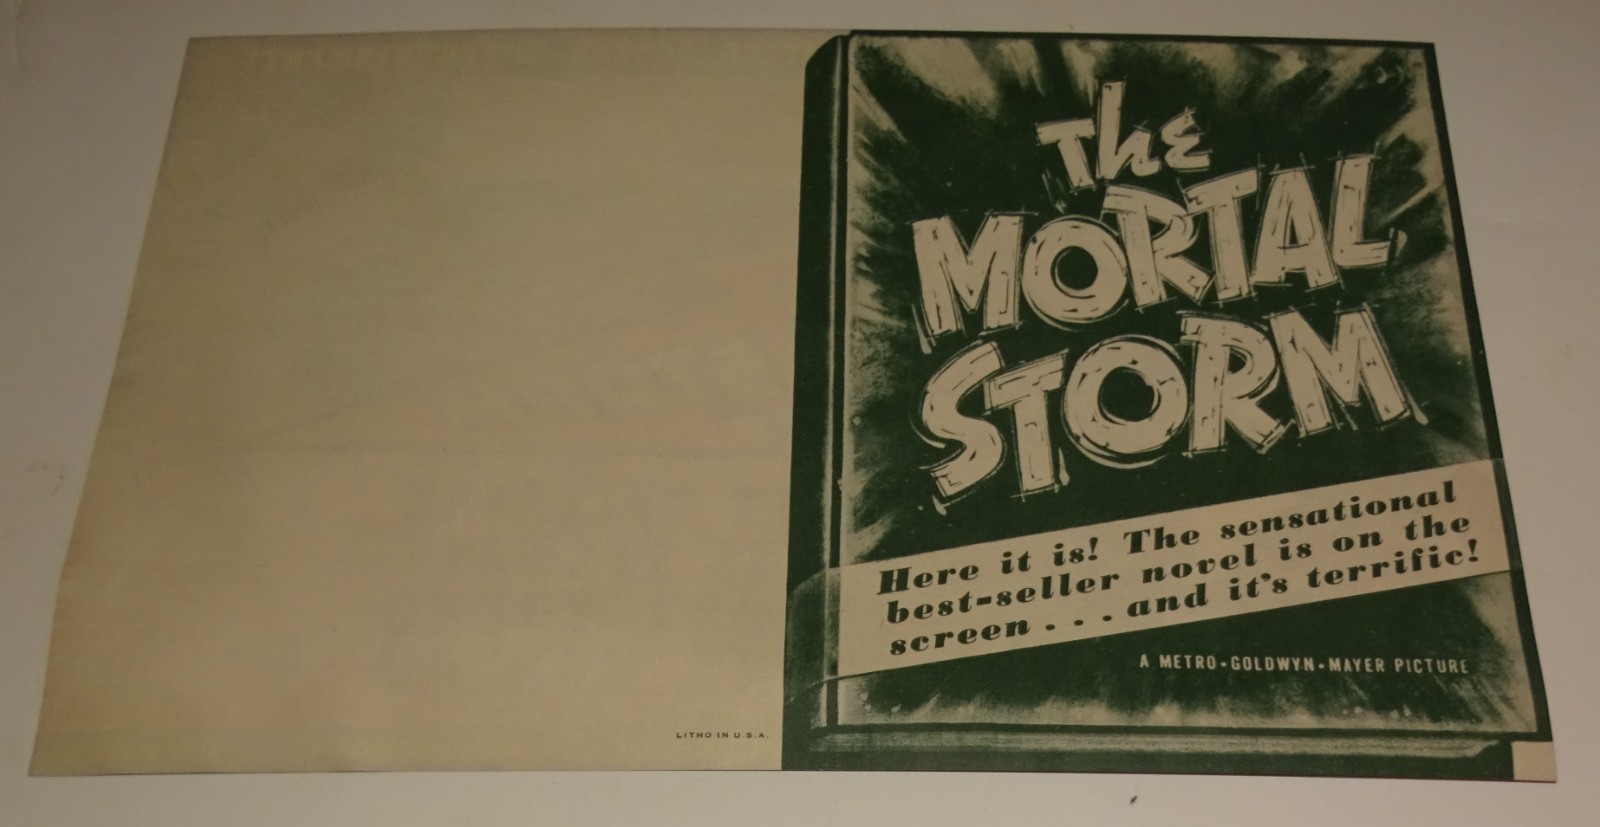 The
MORTAL
STORM
Here it is! The sensational
best-seller novel is on the
screen . . . and it's terrific!
A METRO-GOLDWYN-MAYER PICTURE
LITHO IN U.S.A.